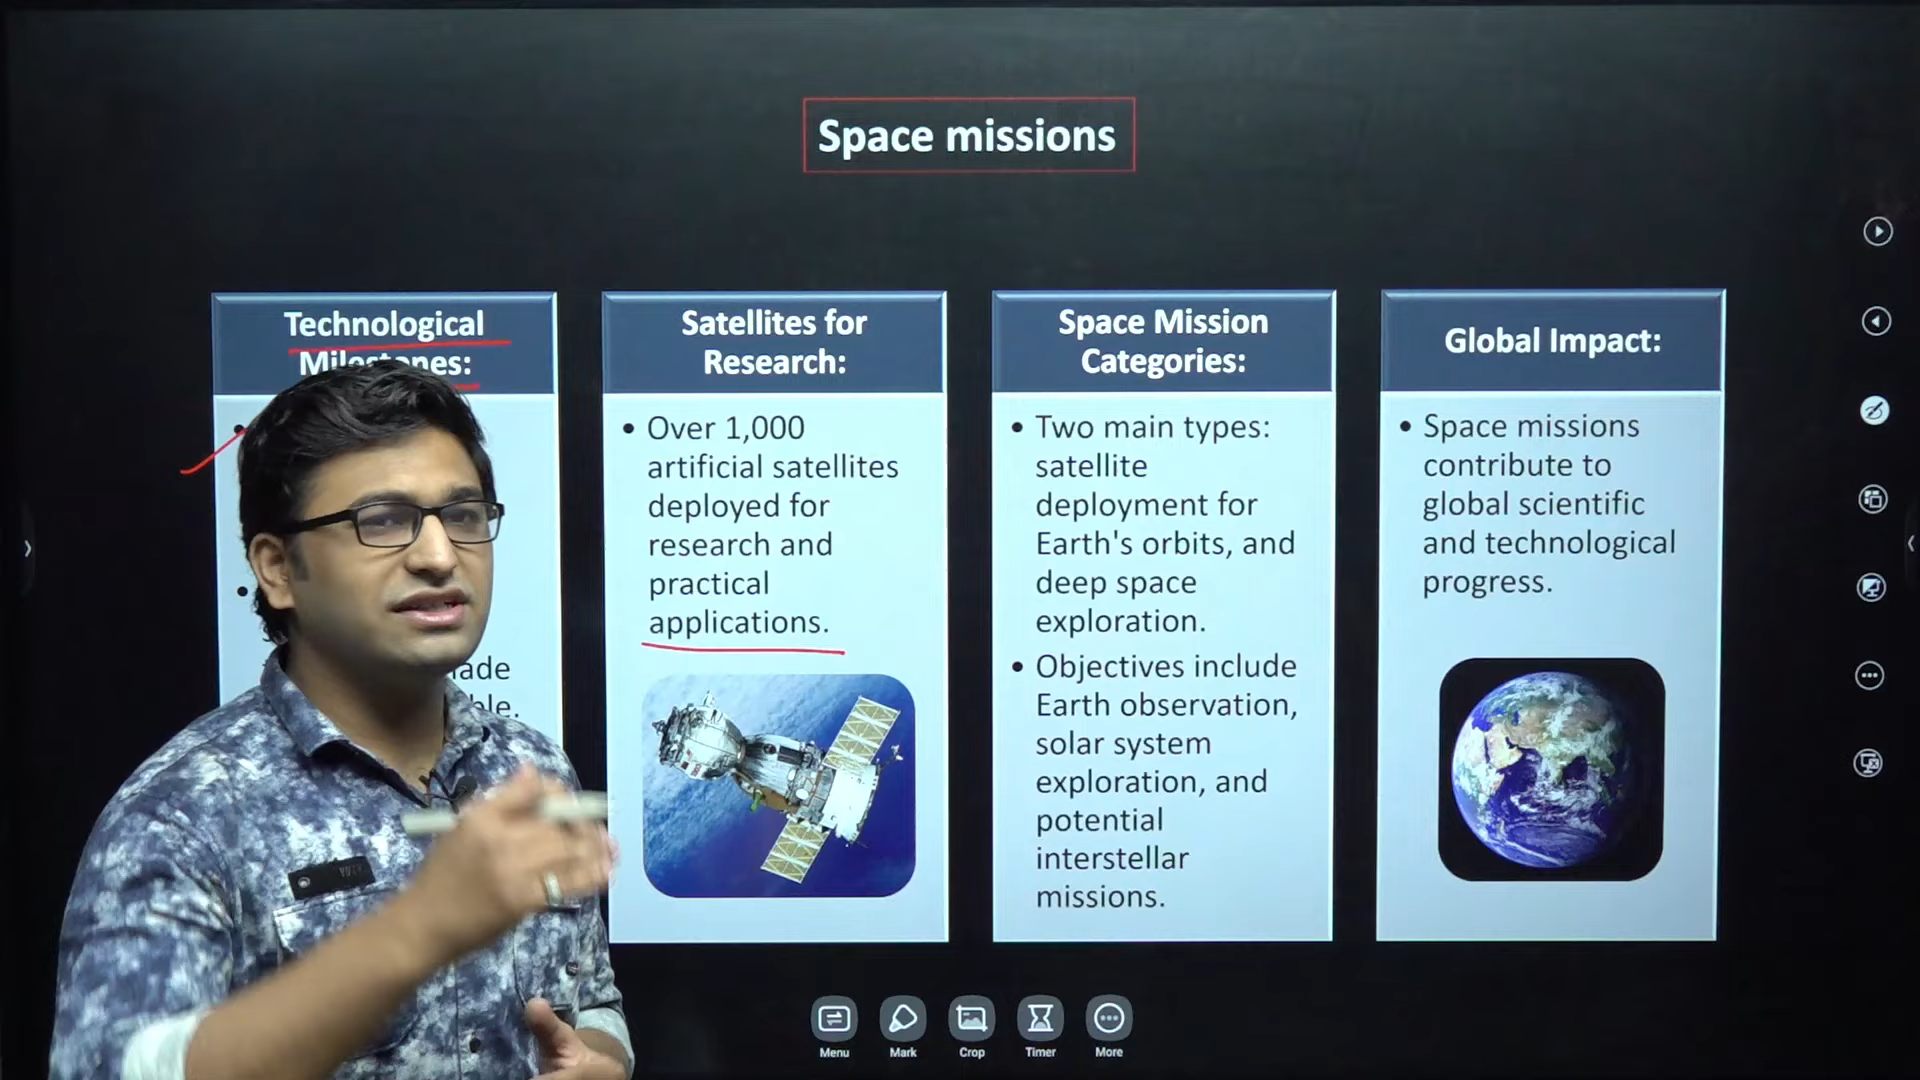 Space missions
Technological
Milestones:
ble.
Satellites for
Research:
• Over 1,000
artificial satellites
deployed for
research and
practical
applications.
Space Mission
Categories:
• Two main types:
satellite
deployment for
Earth's orbits, and
deep space
exploration.
• Objectives include
Earth observation,
solar system
exploration, and
potential
interstellar
missions.
Global Impact:
• Space missions
contribute to
global scientific
and technological
progress.
Menu
Mark
Crop
Timer
More